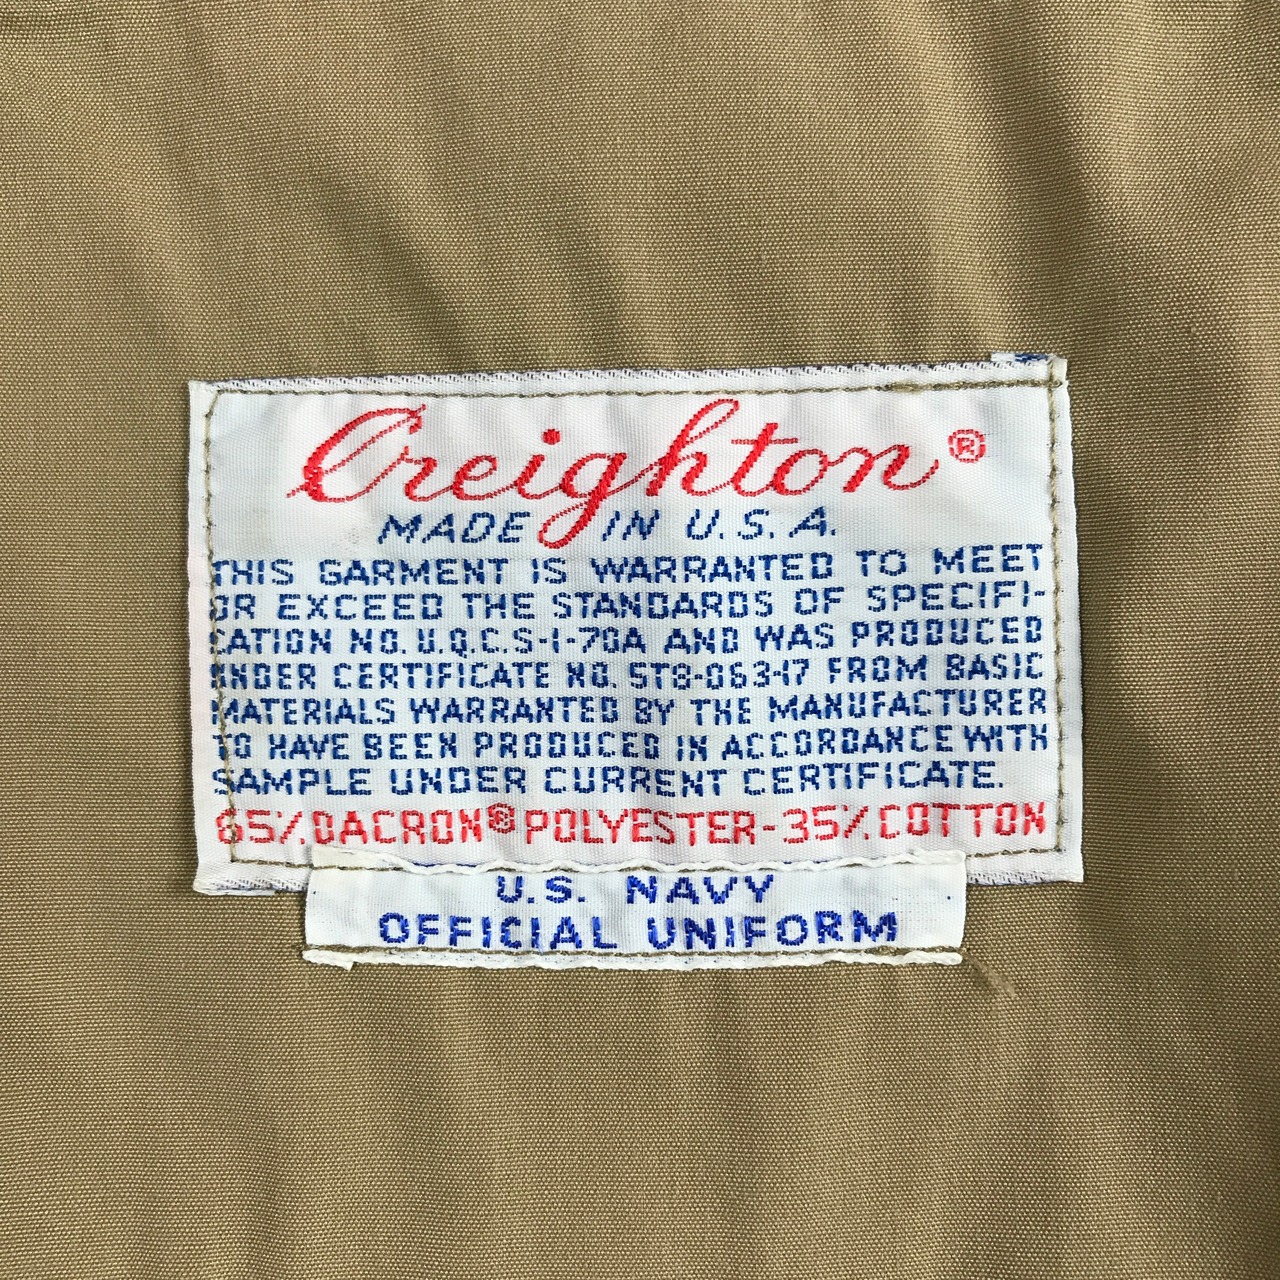 Creighton®
MADE IN U.S.A.
THIS GARMENT IS WARRANTED TO MEET
OR EXCEED THE STANDARDS OF SPECIFI-
CATION NO. U.Q.C.S-1-70A AND WAS PRODUCED
UNDER CERTIFICATE NO. ST8-063-17 FROM BASIC
MATERIALS WARRANTED BY THE MANUFACTURER
TO HAVE BEEN PRODUCED IN ACCORDANCE WITH
SAMPLE UNDER CURRENT CERTIFICATE.
65% DACRON® POLYESTER-35% COTTON
U.S. NAVY
OFFICIAL UNIFORM